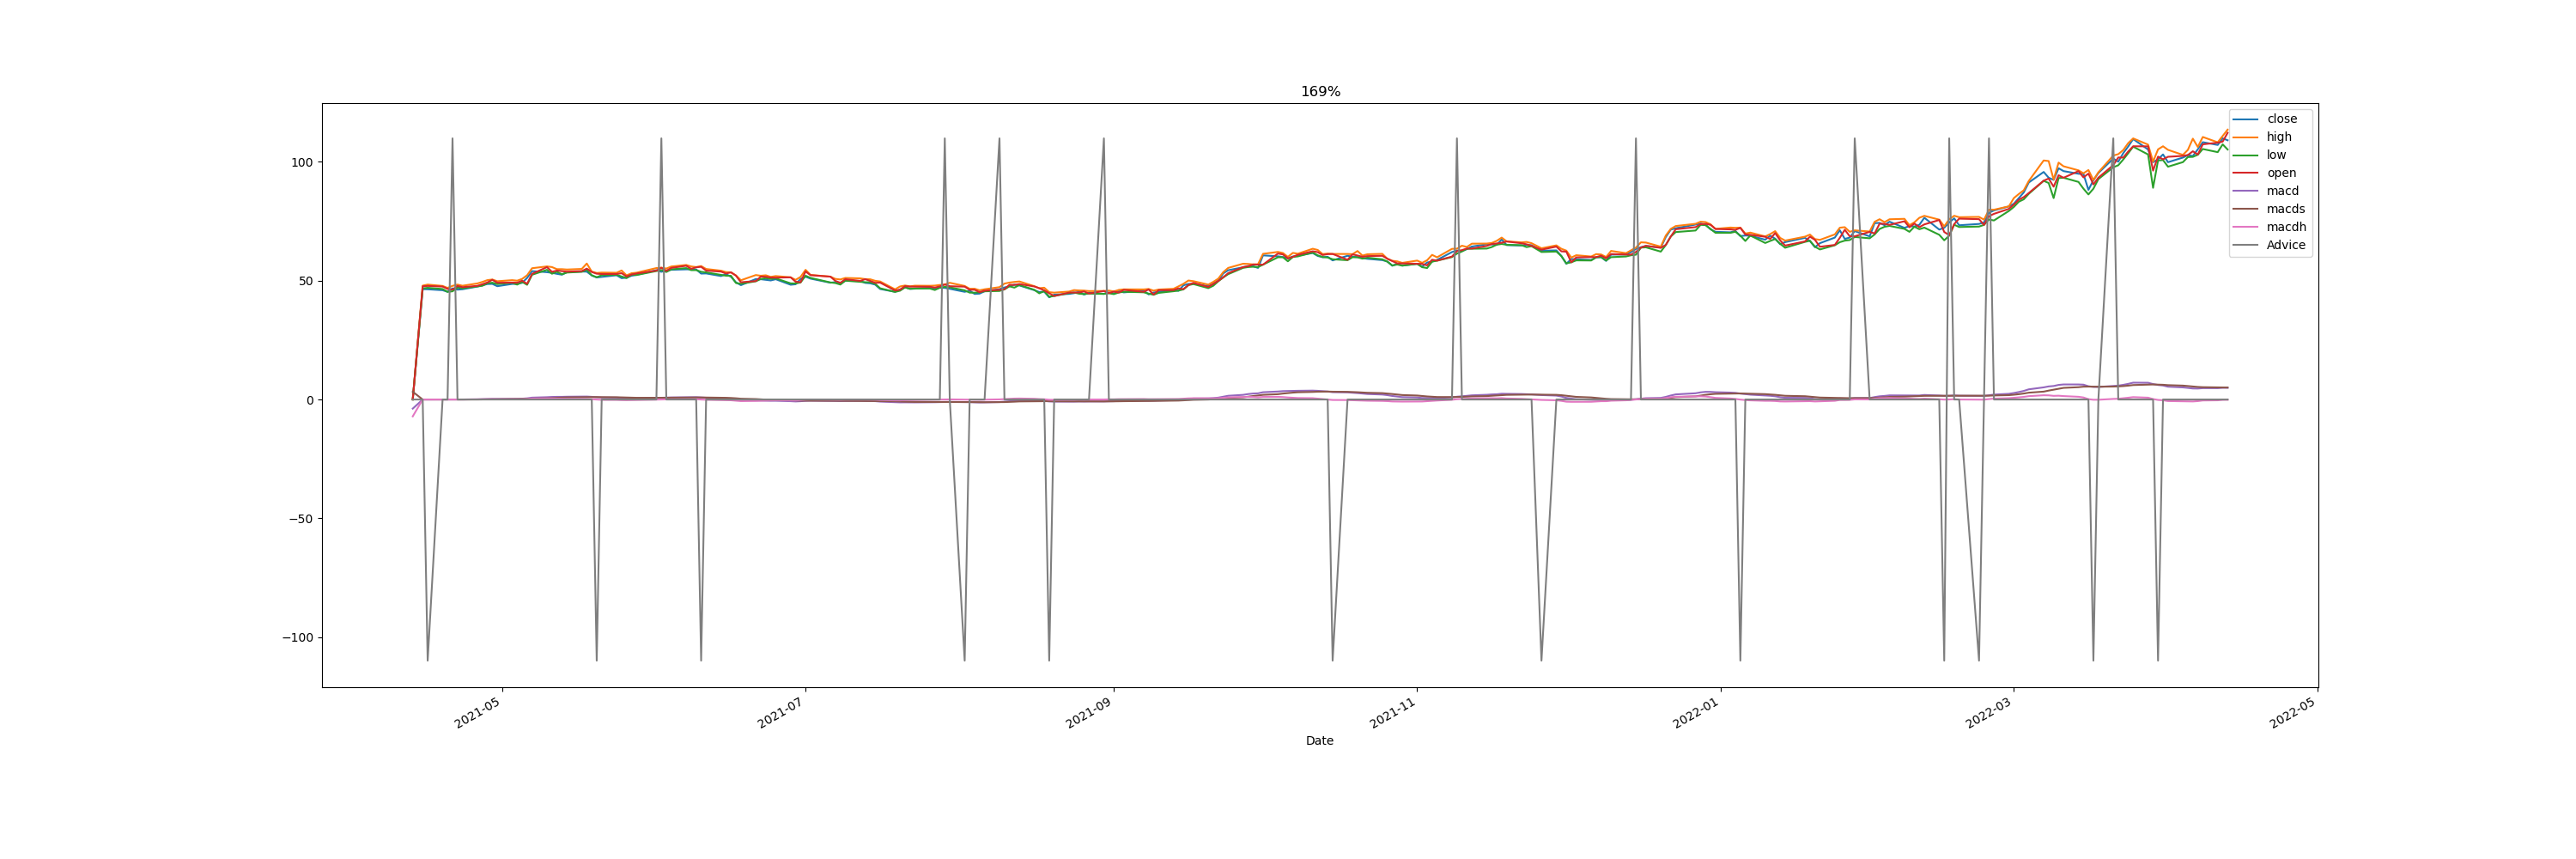 169%
close
high
low
open
macd
macds
macdh
Advice
100
50
0
−50
−100
2021-05
2021-07
2021-09
2021-11
2022-01
2022-03
2022-05
Date